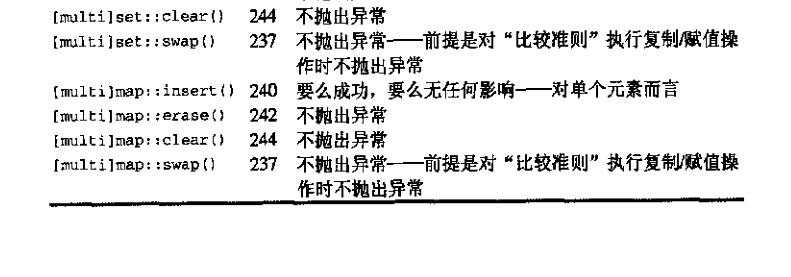 [multi]set::clear() 244 不抛出异常
[multi]set::swap() 237 不抛出异常——前提是对“比较准则”执行复制/赋值操
作时不抛出异常
[multi]map::insert() 240 要么成功，要么无任何影响——对单个元素而言
[multi]map::erase() 242 不抛出异常
[multi]map::clear() 244 不抛出异常
[multi]map::swap() 237 不抛出异常——前提是对“比较准则”执行复制/赋值操
作时不抛出异常